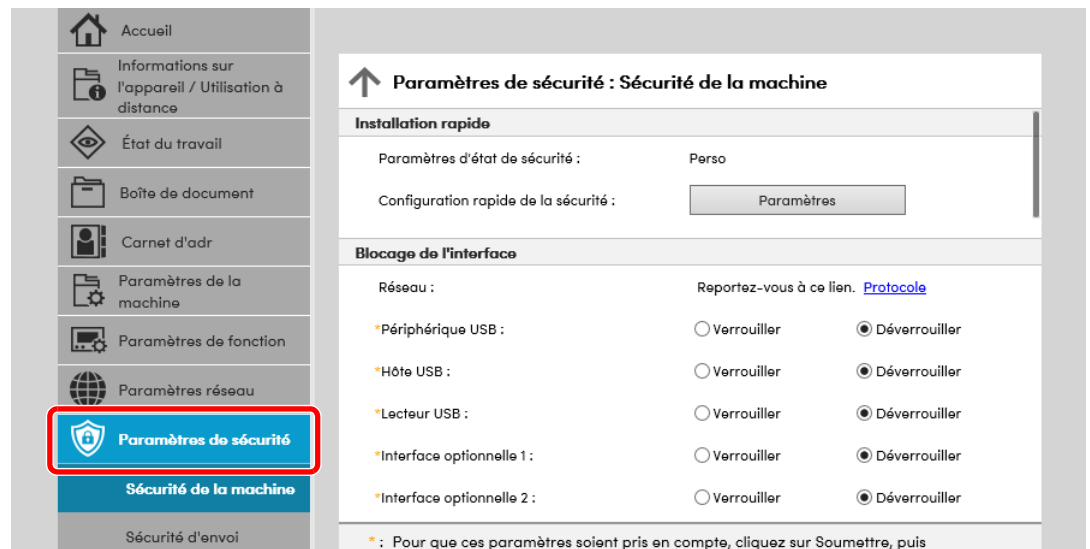 Accueil
Informations sur
l'appareil / Utilisation à
distance
État du travail
Boîte de document
Carnet d'adr
Paramètres de la
machine
Paramètres de fonction
Paramètres réseau
Paramètres de sécurité
Sécurité de la machine
Sécurité d'envoi
Paramètres de sécurité : Sécurité de la machine
Installation rapide
Paramètres d'état de sécurité : Perso
Configuration rapide de la sécurité : Paramètres
Blocage de l'interface
Réseau : Reportez-vous à ce lien. Protocole
*Périphérique USB : Verrouiller Déverrouiller
*Hôte USB : Verrouiller Déverrouiller
*Lecteur USB : Verrouiller Déverrouiller
*Interface optionnelle 1 : Verrouiller Déverrouiller
*Interface optionnelle 2 : Verrouiller Déverrouiller
* : Pour que ces paramètres soient pris en compte, cliquez sur Soumettre, puis